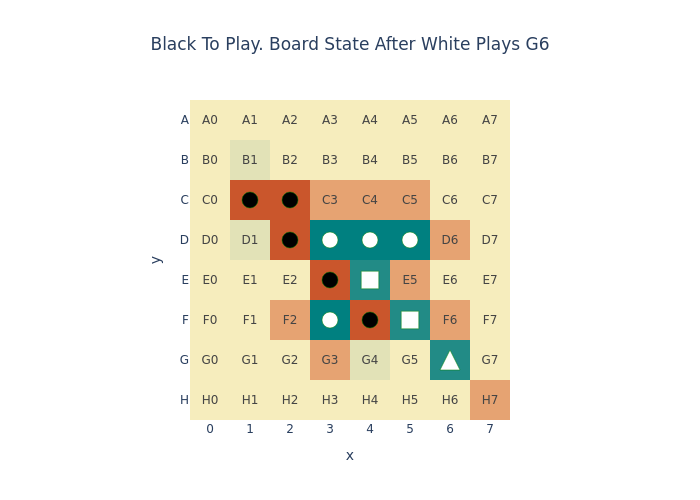 Black To Play. Board State After White Plays G6
A A0 A1 A2 A3 A4 A5 A6 A7
B B0 B1 B2 B3 B4 B5 B6 B7
C C0 C3 C4 C5 C6 C7
D D0 D1 D6 D7
y
E E0 E1 E2 E5 E6 E7
F F0 F1 F2 F6 F7
G G0 G1 G2 G3 G4 G5 G7
H H0 H1 H2 H3 H4 H5 H6 H7
0 1 2 3 4 5 6 7
x